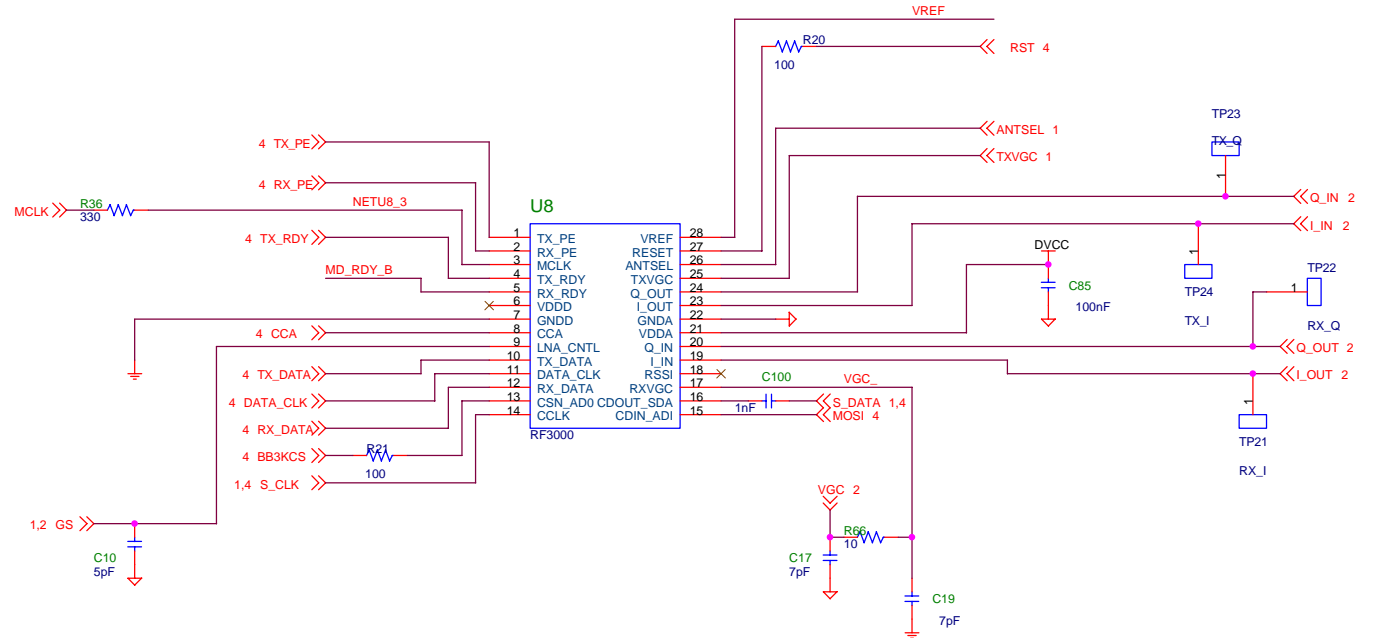 VREF
R20
100
RST 4
ANTSEL 1
TXVGC 1
TP23
TX_Q
1
Q_IN 2
I_IN 2
4 TX_PE
4 RX_PE
MCLK
R36
330
NETU8_3
4 TX_RDY
MD_RDY_B
U8
1 TX_PE VREF 28
2 RX_PE RESET 27
3 MCLK ANTSEL 26
4 TX_RDY TXVGC 25
5 RX_RDY Q_OUT 24
6 VDDD I_OUT 23
7 GNDD GNDA 22
8 CCA VDDA 21
9 LNA_CNTL Q_IN 20
10 TX_DATA I_IN 19
11 DATA_CLK RSSI 18
12 RX_DATA RXVGC 17
13 CSN_AD0 CDOUT_SDA 16
14 CCLK CDIN_ADI 15
RF3000
DVCC
C85
100nF
1
TP24
TX_I
TP22
1
RX_Q
Q_OUT 2
I_OUT 2
1
TP21
RX_I
4 CCA
4 TX_DATA
4 DATA_CLK
4 RX_DATA
4 BB3KCS
R21
100
1,4 S_CLK
1,2 GS
C10
5pF
C100
1nF
VGC_
S_DATA 1,4
MOSI 4
VGC 2
R66
10
C17
7pF
C19
7pF